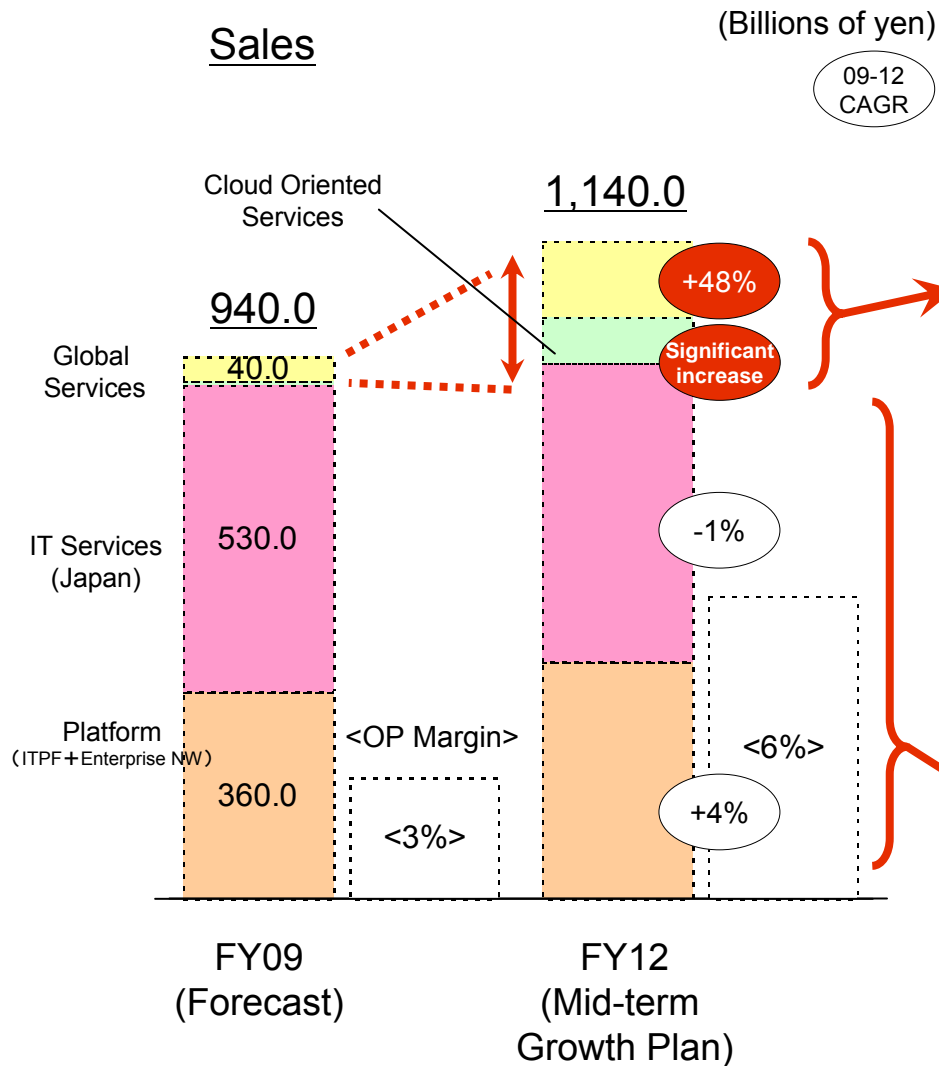 Sales
(Billions of yen)
09-12
CAGR
Cloud Oriented
Services
1,140.0
940.0
+48%
Global
Services
40.0
Significant
increase
IT Services
(Japan)
530.0
-1%
Platform
（ITPF＋Enterprise NW）
<OP Margin>
<6%>
360.0
<3%>
+4%
FY09
(Forecast)
FY12
(Mid-term
Growth Plan)